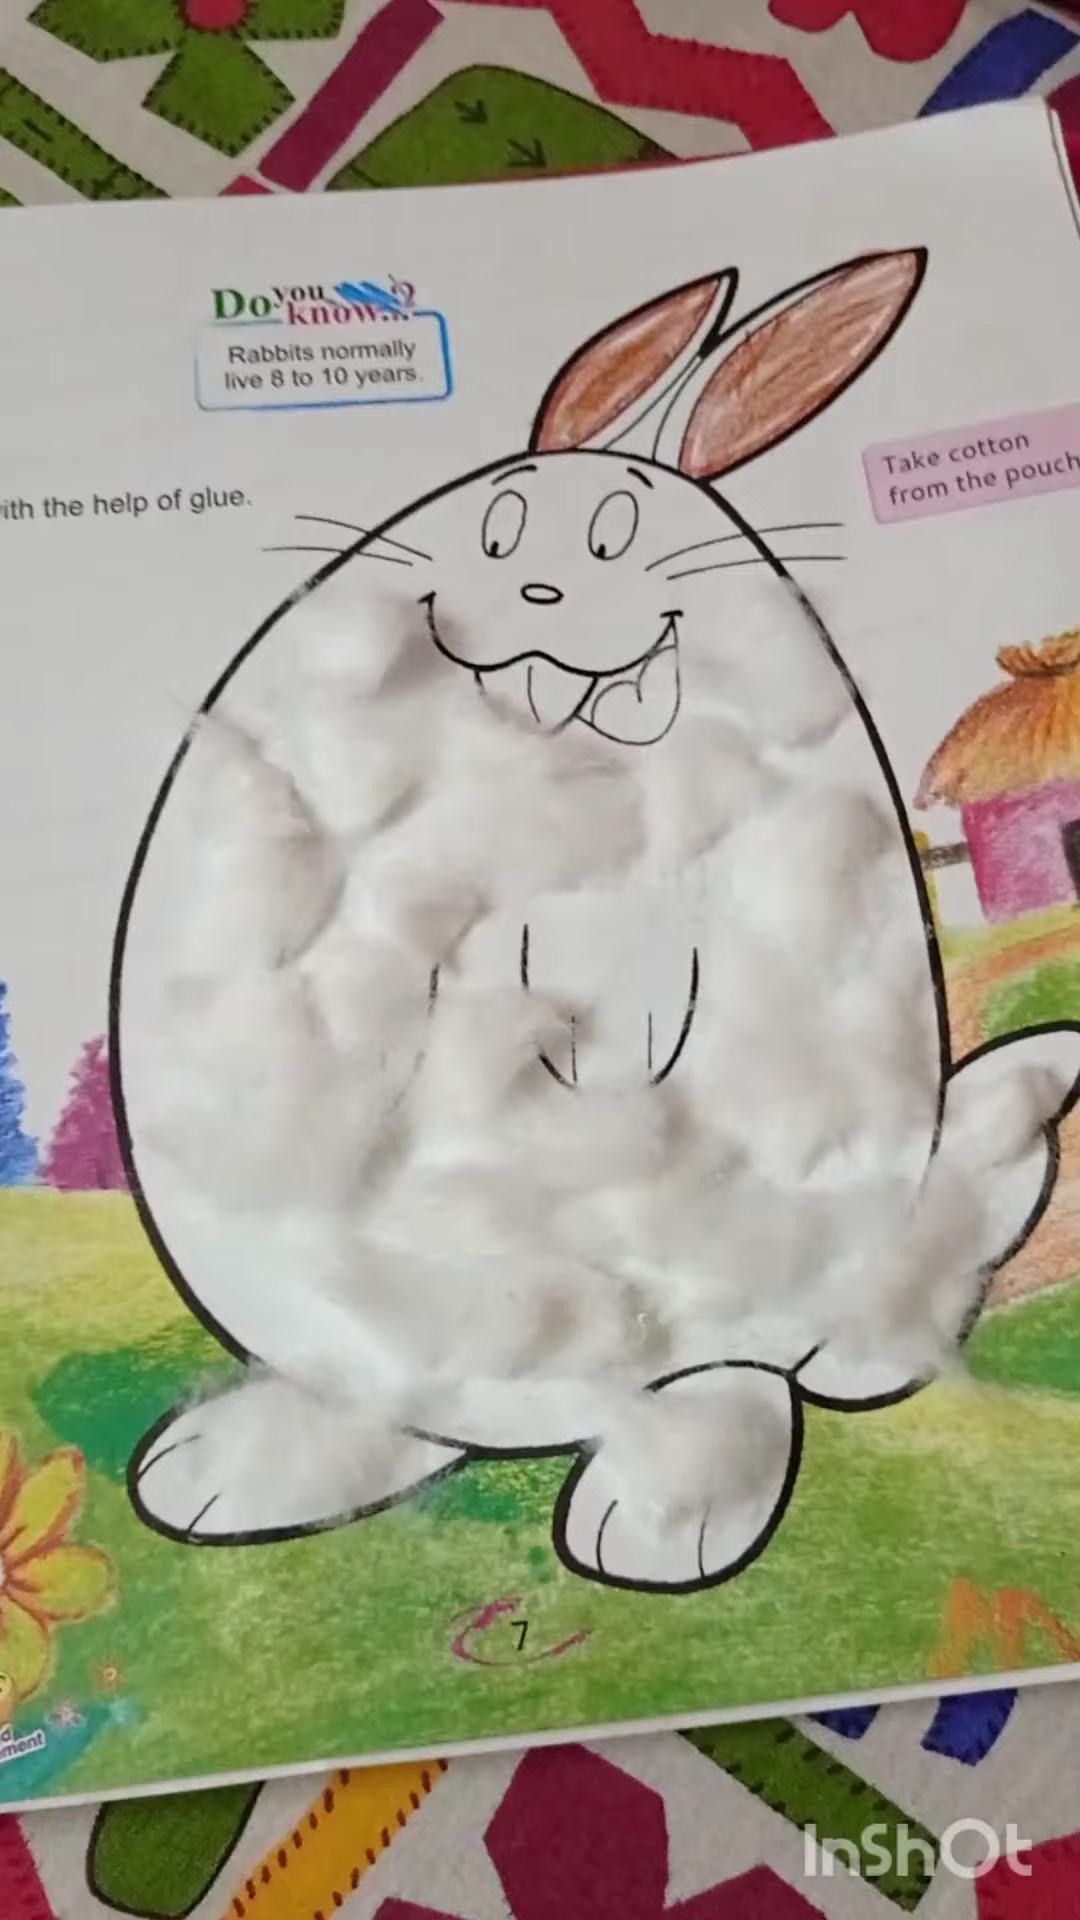 Do you know...?
Rabbits normally
live 8 to 10 years.
Take cotton
from the pouch
with the help of glue.
7
InShOt